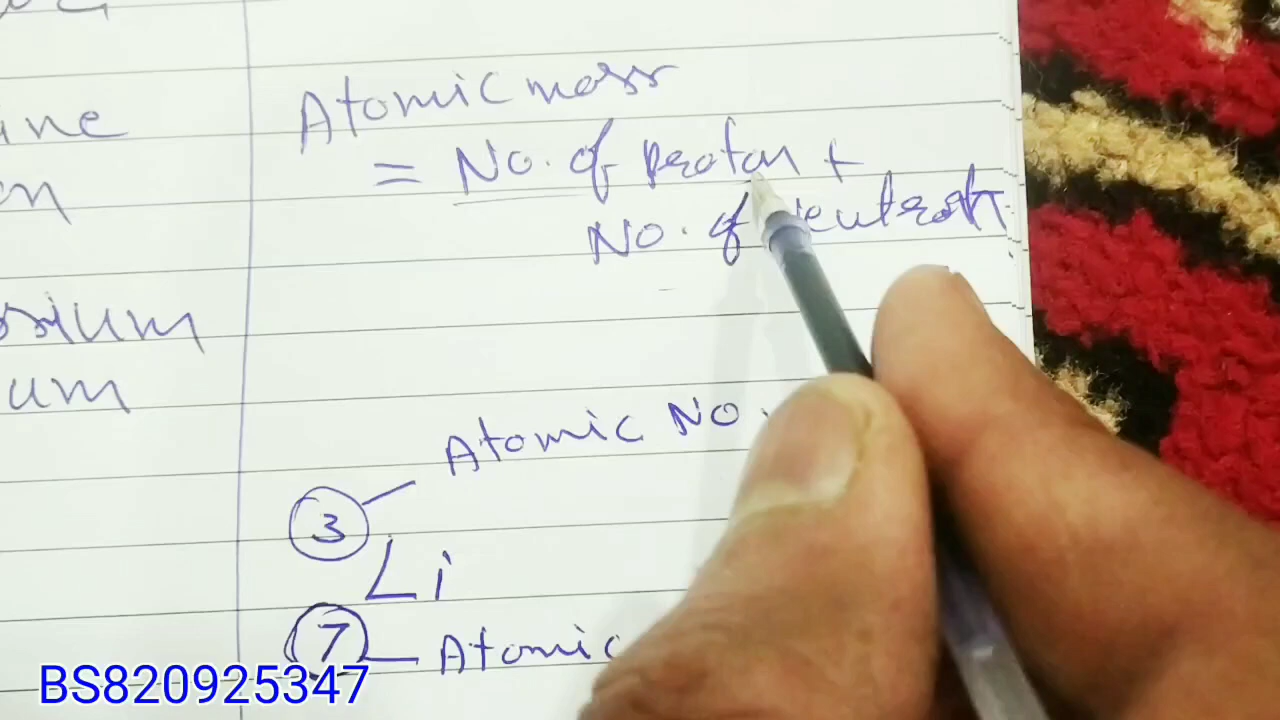 Atomic mass
= No. of proton +
No. of neutron
Atomic No.
3
Li
7 Atomic
BS820925347